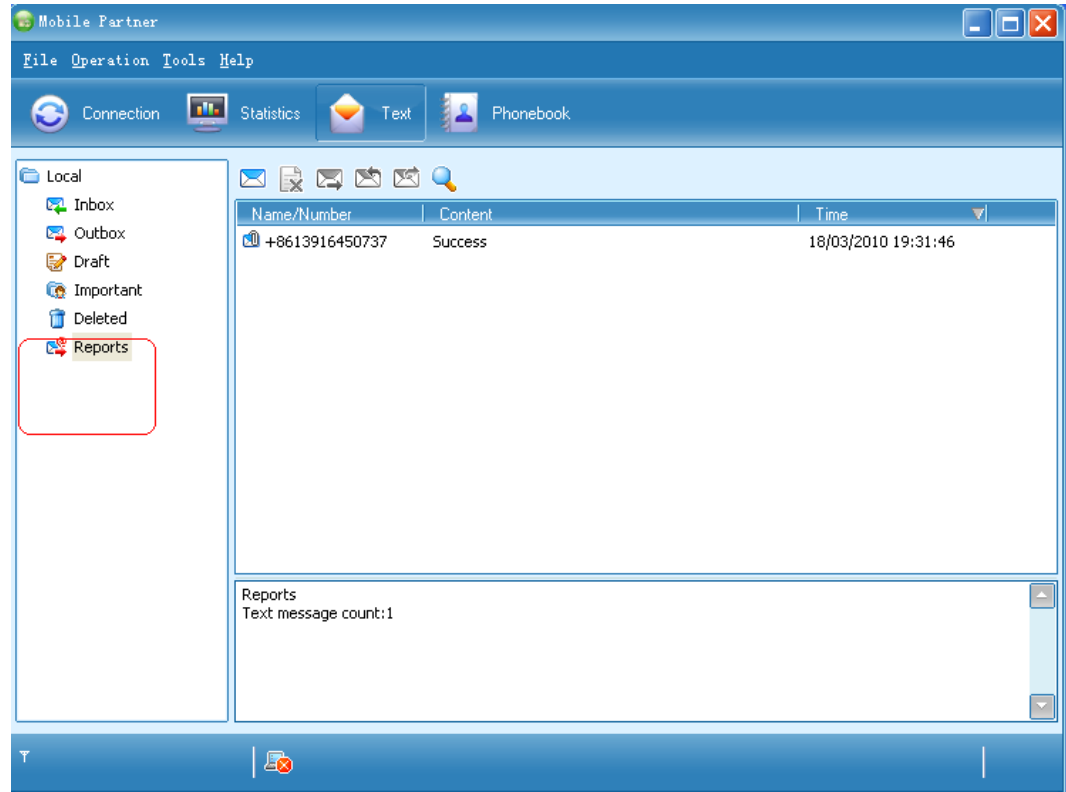 Mobile Partner
File Operation Tools Help
Connection Statistics Text Phonebook
Local
Inbox
Outbox
Draft
Important
Deleted
Reports
Name/Number Content Time
+8613916450737 Success 18/03/2010 19:31:46
Reports
Text message count:1